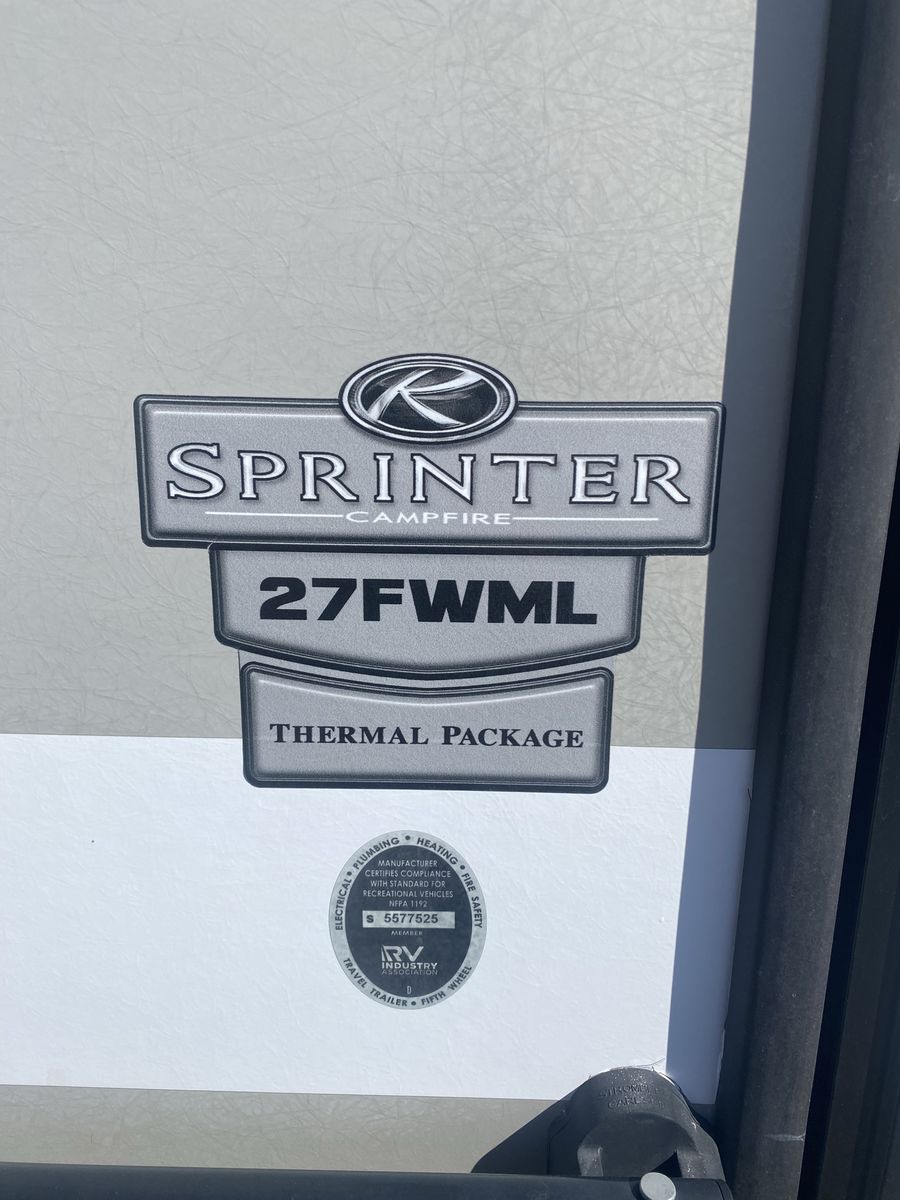 K
SPRINTER
CAMPFIRE
27FWML
THERMAL PACKAGE
ELECTRICAL • PLUMBING • HEATING • FIRE SAFETY
MANUFACTURER
CERTIFIES COMPLIANCE
WITH STANDARD FOR
RECREATIONAL VEHICLES
NFPA 1192
S 5577525
MEMBER
RV
INDUSTRY
ASSOCIATION
D
TRAVEL TRAILER • FIFTH WHEEL